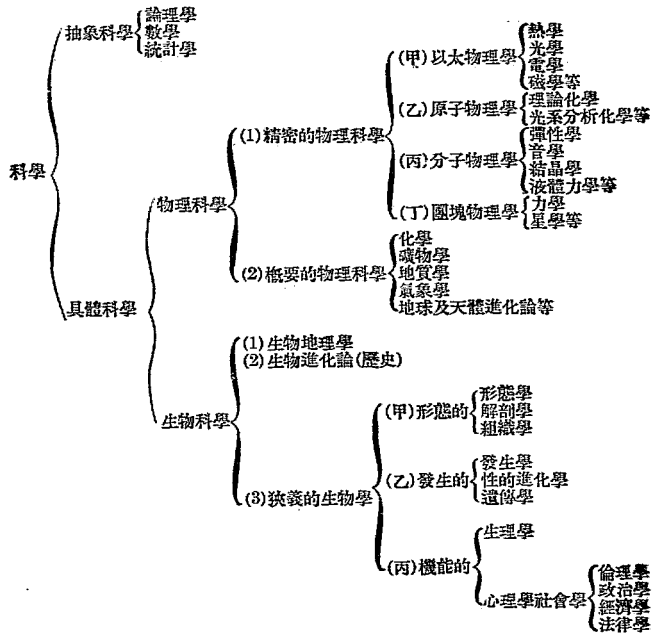 科學
抽象科學
論理學
數學
統計學
具體科學
物理科學
(1)精密的物理科學
(甲)以太物理學
熱學
光學
電學
磁學等
(乙)原子物理學
理論化學
光系分析化學等
(丙)分子物理學
彈性學
音學
結晶學
液體力學等
(丁)團塊物理學
力學
星學等
(2)概要的物理科學
化學
礦物學
地質學
氣象學
地球及天體進化論等
生物科學
(1)生物地理學
(2)生物進化論(歷史)
(3)狹義的生物學
(甲)形態的
形態學
解剖學
組織學
(乙)發生的
發生學
性的進化學
遺傳學
(丙)機能的
生理學
心理學社會學
倫理學
政治學
經濟學
法律學